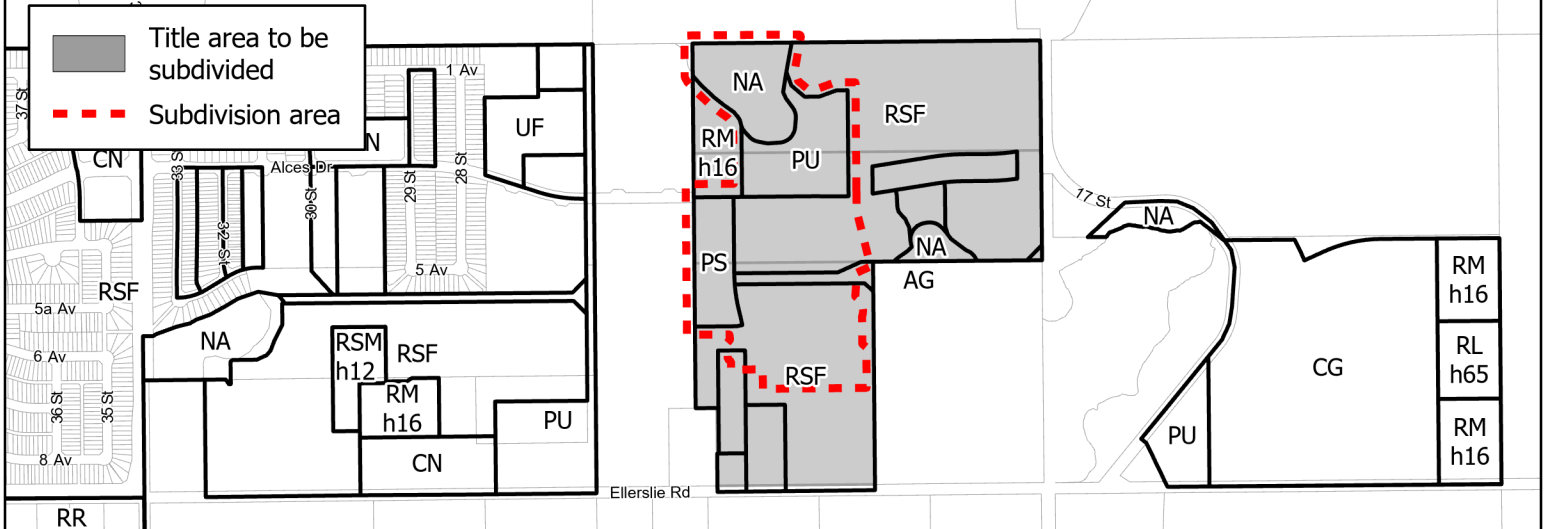 Title area to be
subdivided
Subdivision area
37 St
1 Av
UF
N
CN
33 S
Alces Dr
29 St
28 St
30 St
32 St
5 Av
RSF
5a Av
NA
6 Av
RSM
h12
RSF
RM
h16
36 St
35 St
PU
8 Av
CN
RR
Ellerslie Rd
NA
RSF
RM
h16
PU
NA
PS
AG
RSF
17 St
NA
RM
h16
RL
h65
CG
RM
h16
PU